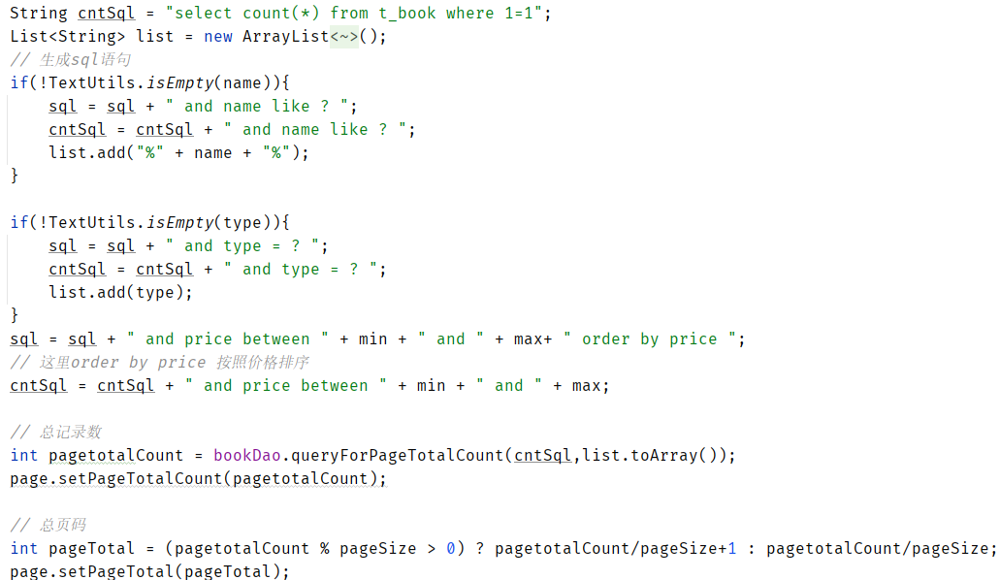 String cntSql = "select count(*) from t_book where 1=1";
List<String> list = new ArrayList<~>();
// 生成sql语句
if(!TextUtils.isEmpty(name)){
sql = sql + " and name like ? ";
cntSql = cntSql + " and name like ? ";
list.add("%" + name + "%");
}
if(!TextUtils.isEmpty(type)){
sql = sql + " and type = ? ";
cntSql = cntSql + " and type = ? ";
list.add(type);
}
sql = sql + " and price between " + min + " and " + max+ " order by price ";
// 这里order by price 按照价格排序
cntSql = cntSql + " and price between " + min + " and " + max;
// 总记录数
int pagetotalCount = bookDao.queryForPageTotalCount(cntSql,list.toArray());
page.setPageTotalCount(pagetotalCount);
// 总页码
int pageTotal = (pagetotalCount % pageSize > 0) ? pagetotalCount/pageSize+1 : pagetotalCount/pageSize;
page.setPageTotal(pageTotal);